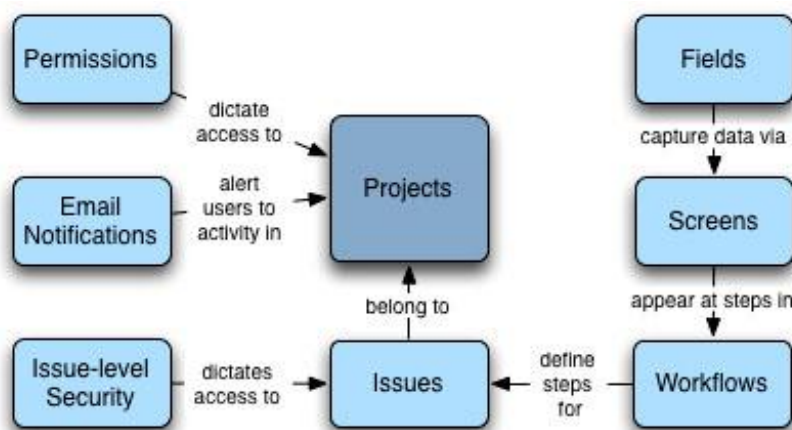 Permissions
Fields
dictate
access to
capture data via
Projects
Email
Notifications
alert
users to
activity in
Screens
belong to
appear at steps in
Issue-level
Security
dictates
access to
Issues
define
steps
for
Workflows